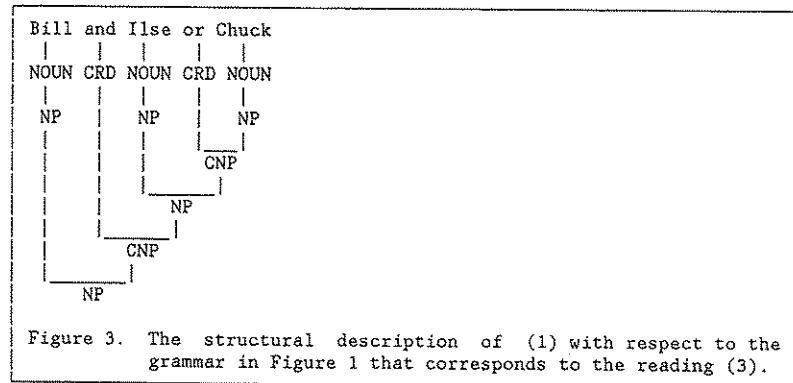 Bill and Ilse or Chuck
NOUN CRD NOUN CRD NOUN
NP NP NP
CNP
NP
CNP
NP
Figure 3. The structural description of (1) with respect to the
grammar in Figure 1 that corresponds to the reading (3).